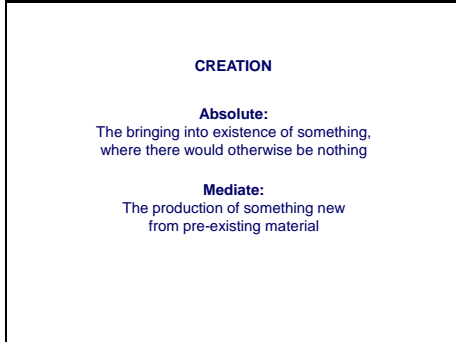 CREATION
Absolute:
The bringing into existence of something,
where there would otherwise be nothing
Mediate:
The production of something new
from pre-existing material